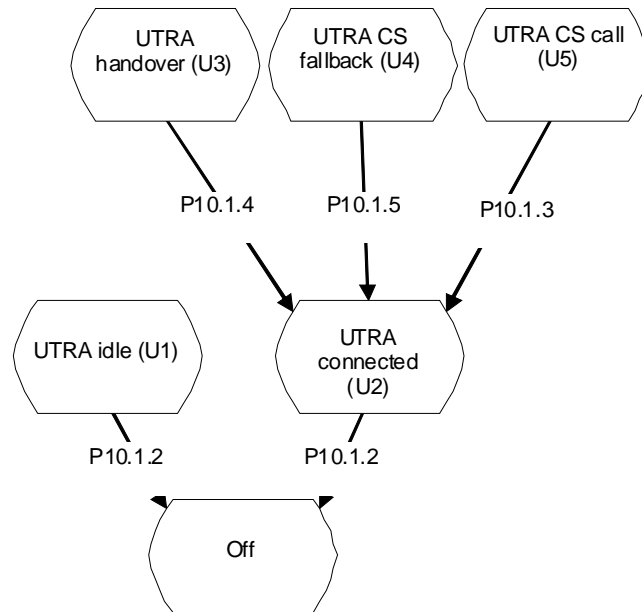 UTRA
handover (U3)
UTRA CS
fallback (U4)
UTRA CS call
(U5)
P10.1.4
P10.1.5
P10.1.3
UTRA idle (U1)
UTRA
connected
(U2)
P10.1.2
P10.1.2
Off